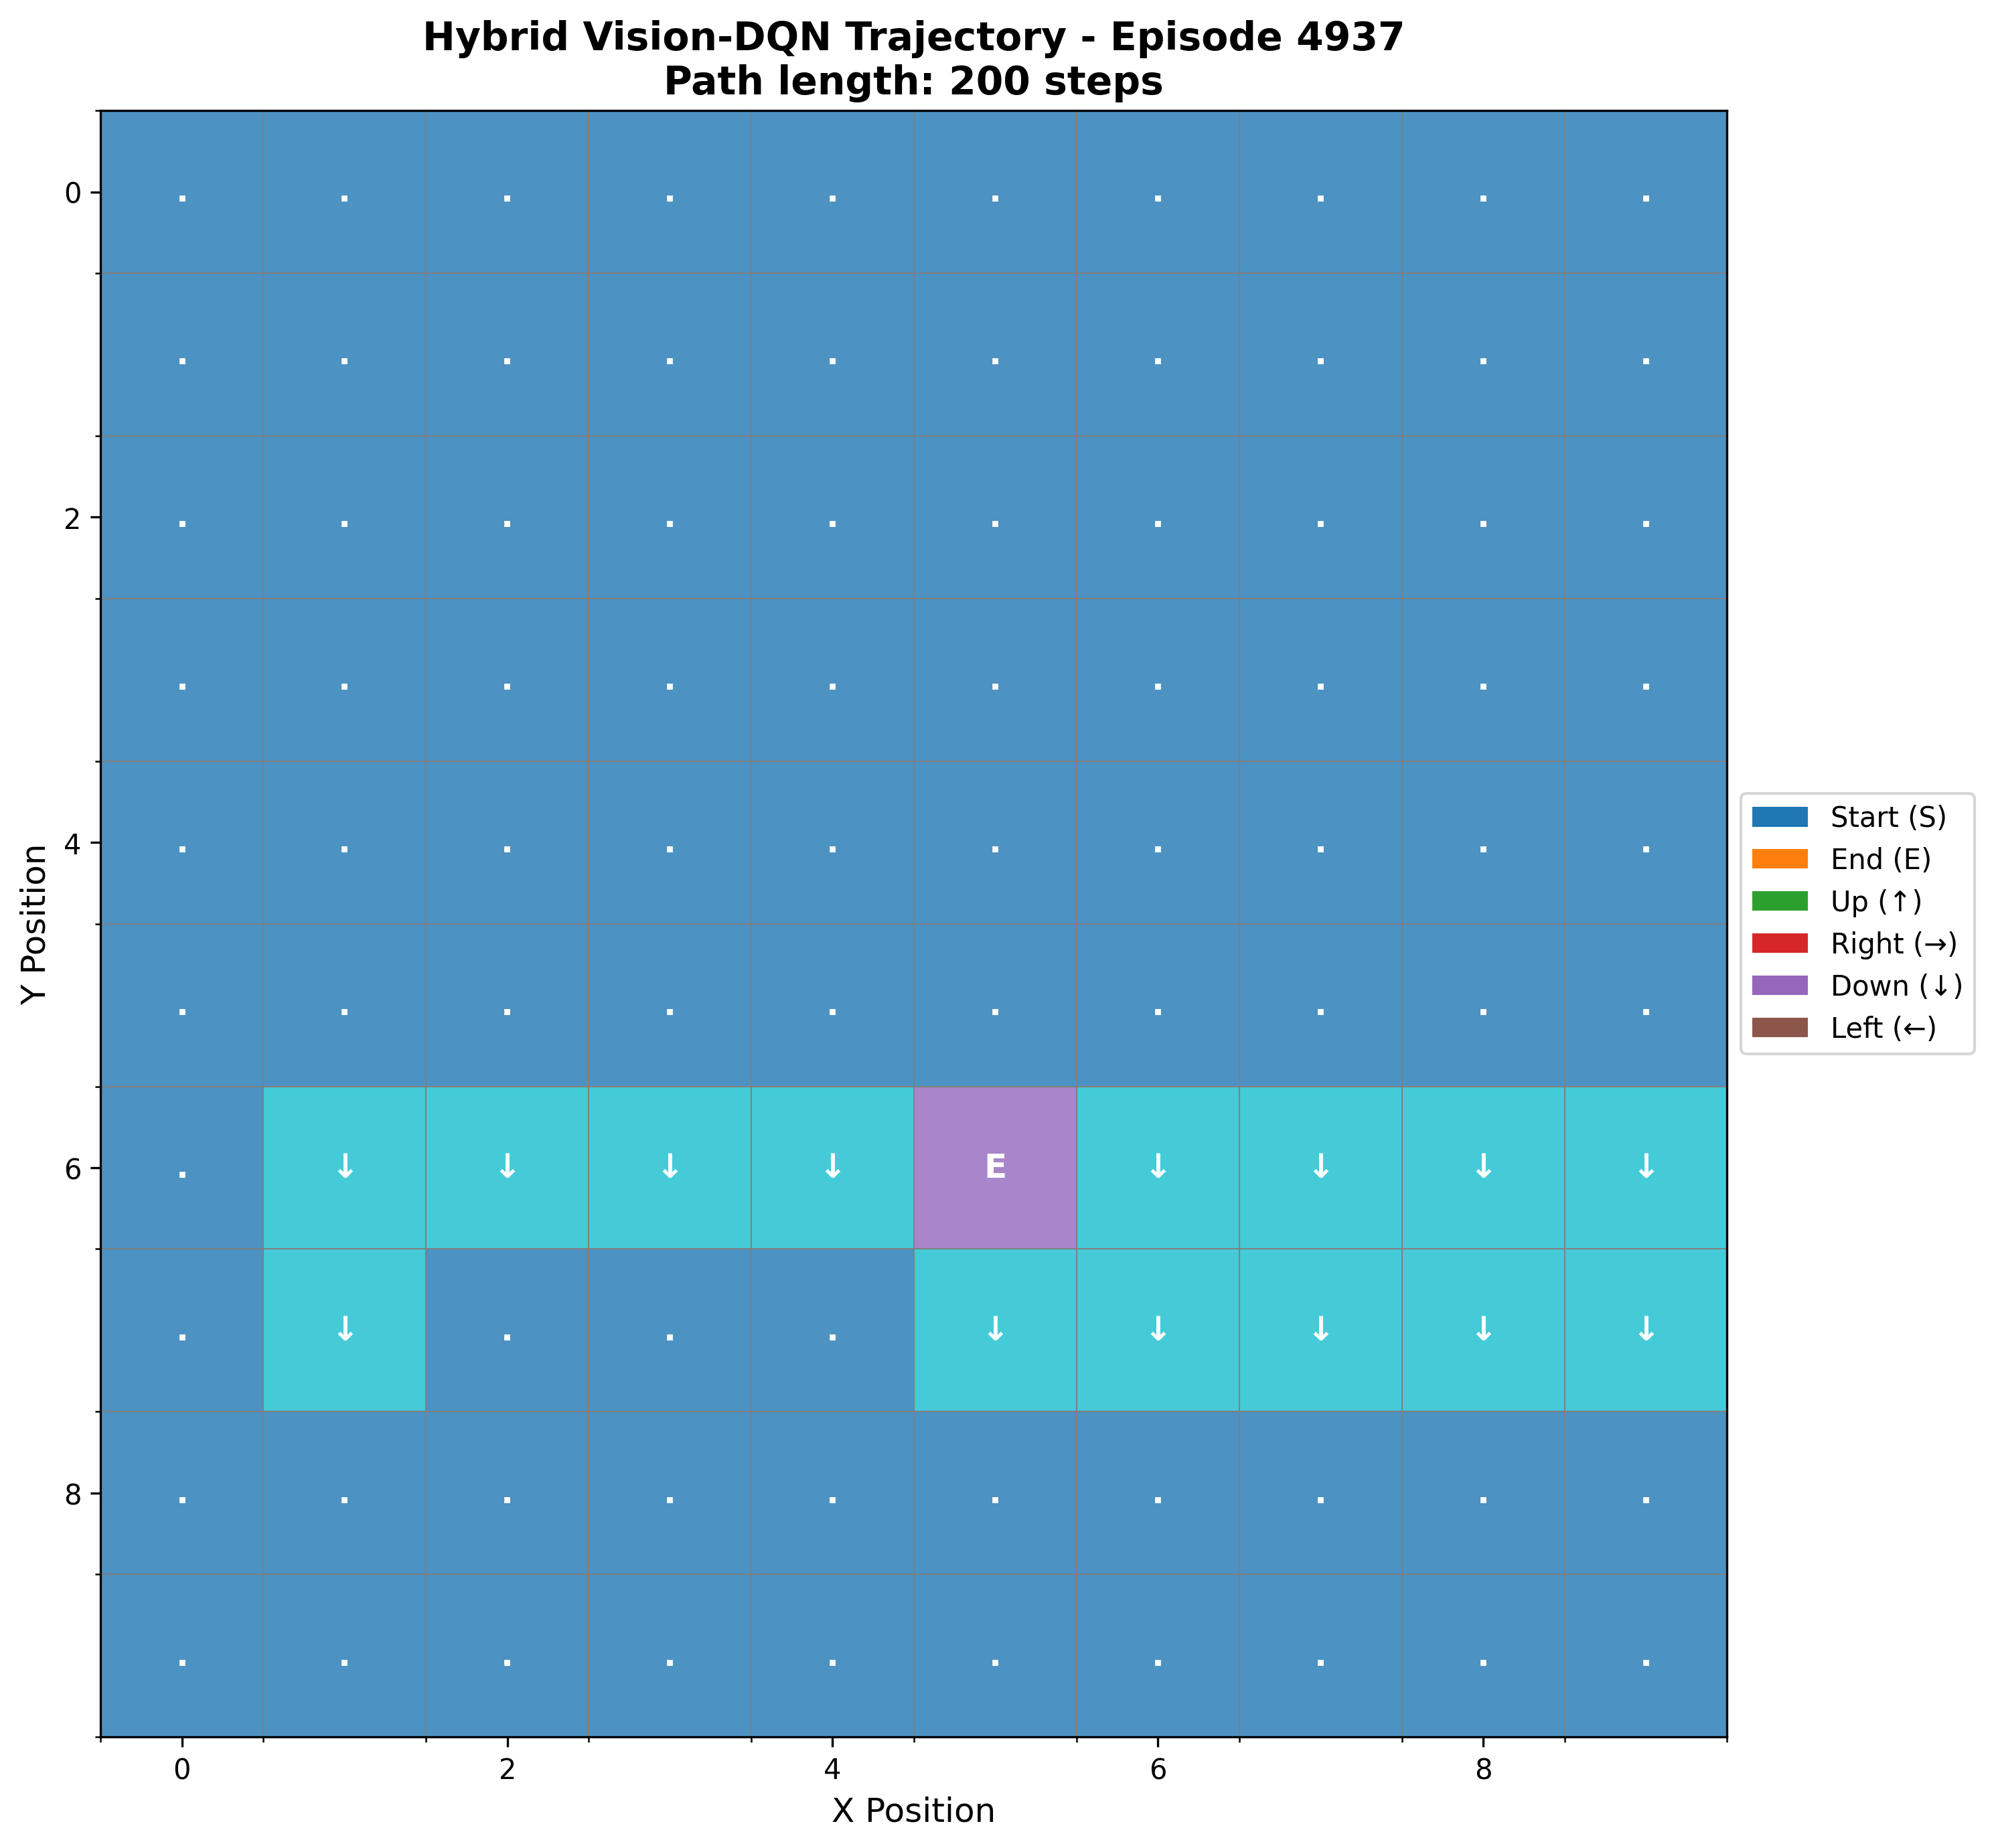 Hybrid Vision-DQN Trajectory - Episode 4937
Path length: 200 steps
0
. . . . . . . . . .
. . . . . . . . . .
2
. . . . . . . . . .
. . . . . . . . . .
4
. . . . . . . . . .
. . . . . . . . . .
6
. ↓ ↓ ↓ ↓ E ↓ ↓ ↓ ↓
. ↓ . . . ↓ ↓ ↓ ↓ ↓
8
. . . . . . . . . .
. . . . . . . . . .
0 2 4 6 8
X Position
Y Position
Start (S)
End (E)
Up (↑)
Right (→)
Down (↓)
Left (←)